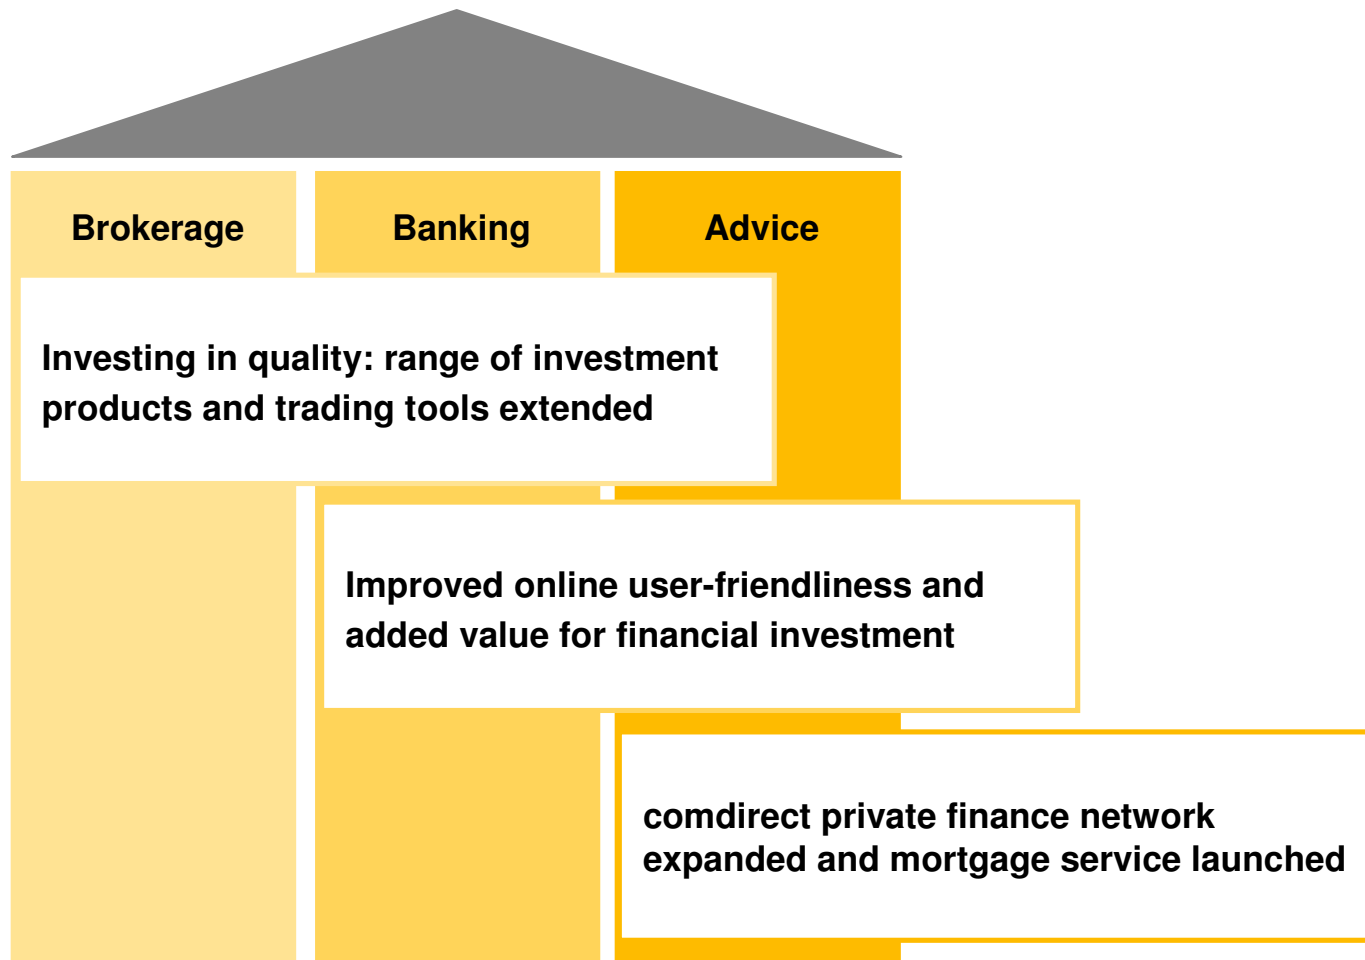 Brokerage
Banking
Advice
Investing in quality: range of investment
products and trading tools extended
Improved online user-friendliness and
added value for financial investment
comdirect private finance network
expanded and mortgage service launched